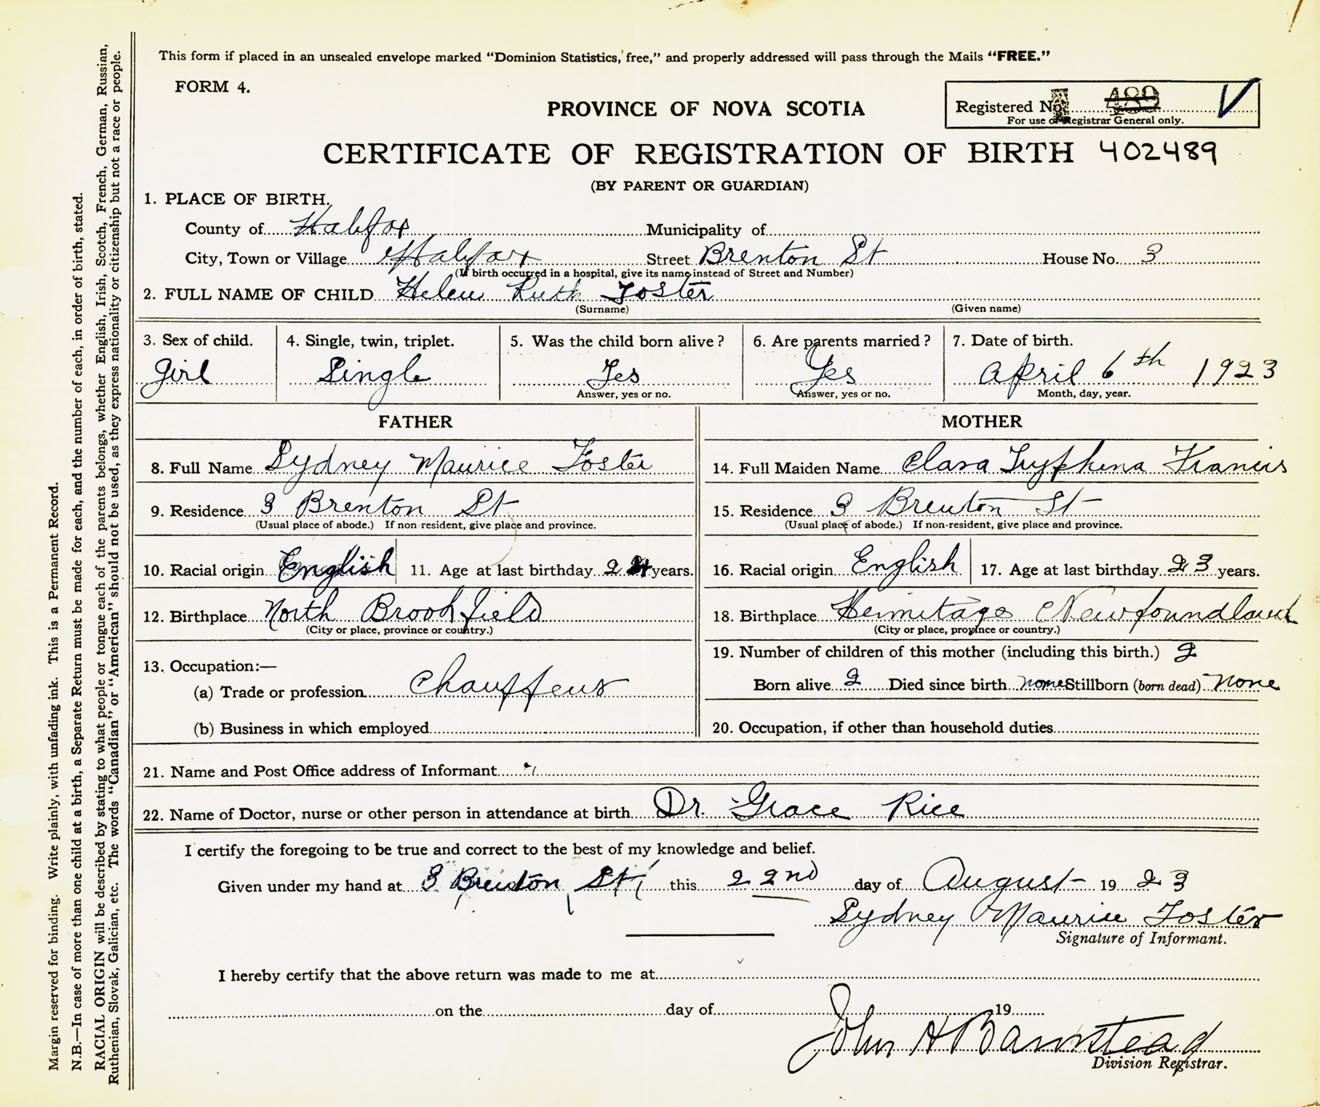 This form if placed in an unsealed envelope marked "Dominion Statistics, free," and properly addressed will pass through the Mails "FREE."
FORM 4.
Registered No. 489
For use of Registrar General only.
PROVINCE OF NOVA SCOTIA
CERTIFICATE OF REGISTRATION OF BIRTH 402489
(BY PARENT OR GUARDIAN)
1. PLACE OF BIRTH.
County of Halifax Municipality of
City, Town or Village Halifax Street Brenton St House No. 3
(If birth occurred in a hospital, give its name instead of Street and Number)
2. FULL NAME OF CHILD Helen Ruth Foster
(Surname) (Given name)
3. Sex of child. 4. Single, twin, triplet. 5. Was the child born alive? 6. Are parents married? 7. Date of birth.
Girl Single Yes Yes April 6th 1923
Answer, yes or no. Answer, yes or no. Month, day, year.
FATHER MOTHER
8. Full Name Sydney Maurice Foster 14. Full Maiden Name Clara Tryphena Francis
9. Residence 3 Brenton St 15. Residence 3 Brenton St
(Usual place of abode.) If non-resident, give place and province. (Usual place of abode.) If non-resident, give place and province.
10. Racial origin English 11. Age at last birthday 24 years. 16. Racial origin English 17. Age at last birthday 23 years.
12. Birthplace North Brookfield 18. Birthplace Hermitage Newfoundland
(City or place, province or country.) (City or place, province or country.)
13. Occupation:— 19. Number of children of this mother (including this birth.) 2
(a) Trade or profession Chauffeur Born alive 2 Died since birth none Stillborn (born dead) none
(b) Business in which employed 20. Occupation, if other than household duties
21. Name and Post Office address of Informant
22. Name of Doctor, nurse or other person in attendance at birth Dr. Grace Rice
I certify the foregoing to be true and correct to the best of my knowledge and belief.
Given under my hand at 3 Brenton St, this 22nd day of August 1923
Sydney Maurice Foster
Signature of Informant.
I hereby certify that the above return was made to me at
on the day of 19
John H Barnstead
Division Registrar.
Margin reserved for binding. Write plainly, with unfading ink. This is a Permanent Record.
N.B.—In case of more than one child at a birth, a Separate Return must be made for each, and the number of each, in order of birth, stated.
RACIAL ORIGIN will be described by stating to what people or tongue each of the parents belongs, whether English, Irish, Scotch, French, German, Russian,
Ruthenian, Slovak, Galician, etc. The words "Canadian" or "American" should not be used, as they express nationality or citizenship but not a race or people.